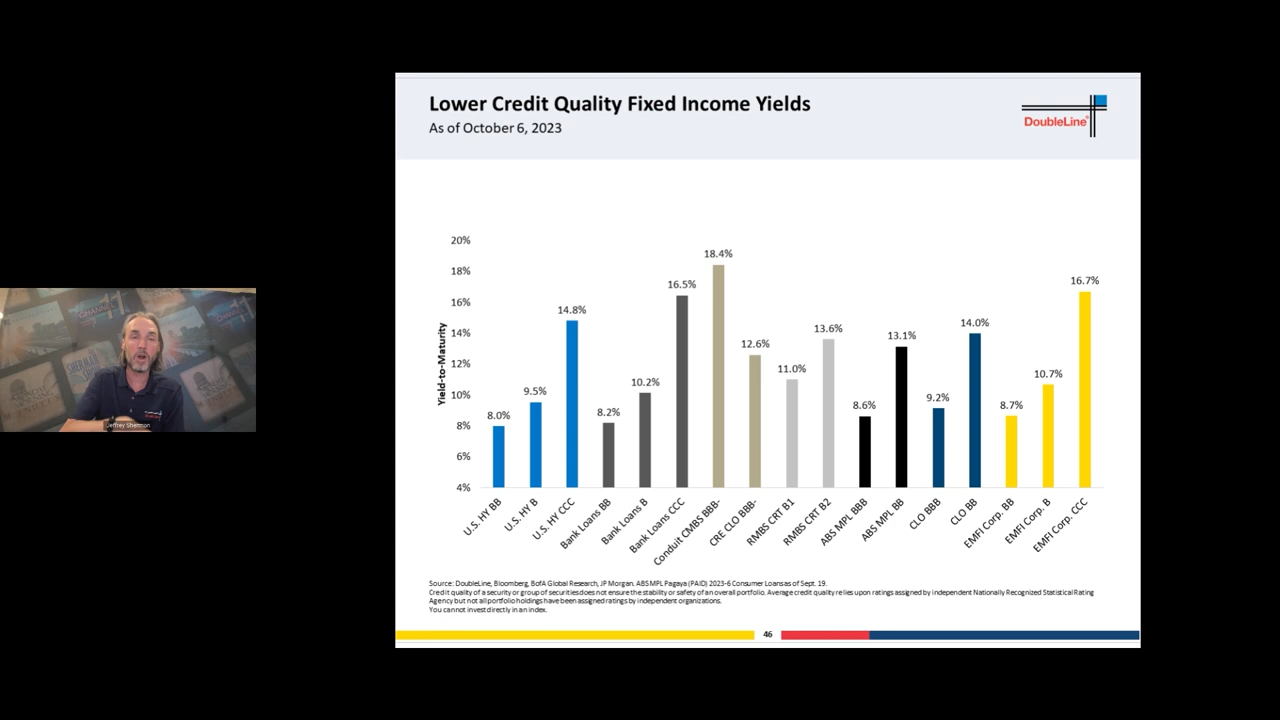 Lower Credit Quality Fixed Income Yields
As of October 6, 2023
DoubleLine®
Yield-to-Maturity
20%
18%
16%
14%
12%
10%
8%
6%
4%
8.0%
9.5%
14.8%
8.2%
10.2%
16.5%
18.4%
12.6%
11.0%
13.6%
8.6%
13.1%
9.2%
14.0%
8.7%
10.7%
16.7%
U.S. HY BB
U.S. HY B
U.S. HY CCC
Bank Loans BB
Bank Loans B
Bank Loans CCC
Conduit CMBS BBB-
CRE CLO BBB-
RMBS CRT B1
RMBS CRT B2
ABS MPL BBB
ABS MPL BB
CLO BBB
CLO BB
EMFI Corp. BB
EMFI Corp. B
EMFI Corp. CCC
Source: DoubleLine, Bloomberg, BofA Global Research, JP Morgan. ABS MPL Pagaya (PAID) 2023-6 Consumer Loans as of Sept. 19.
Credit quality of a security or group of securities does not ensure the stability or safety of an overall portfolio. Average credit quality relies upon ratings assigned by independent Nationally Recognized Statistical Rating
Agency but not all portfolio holdings have been assigned ratings by independent organizations.
You cannot invest directly in an index.
46
Jeffrey Sherman